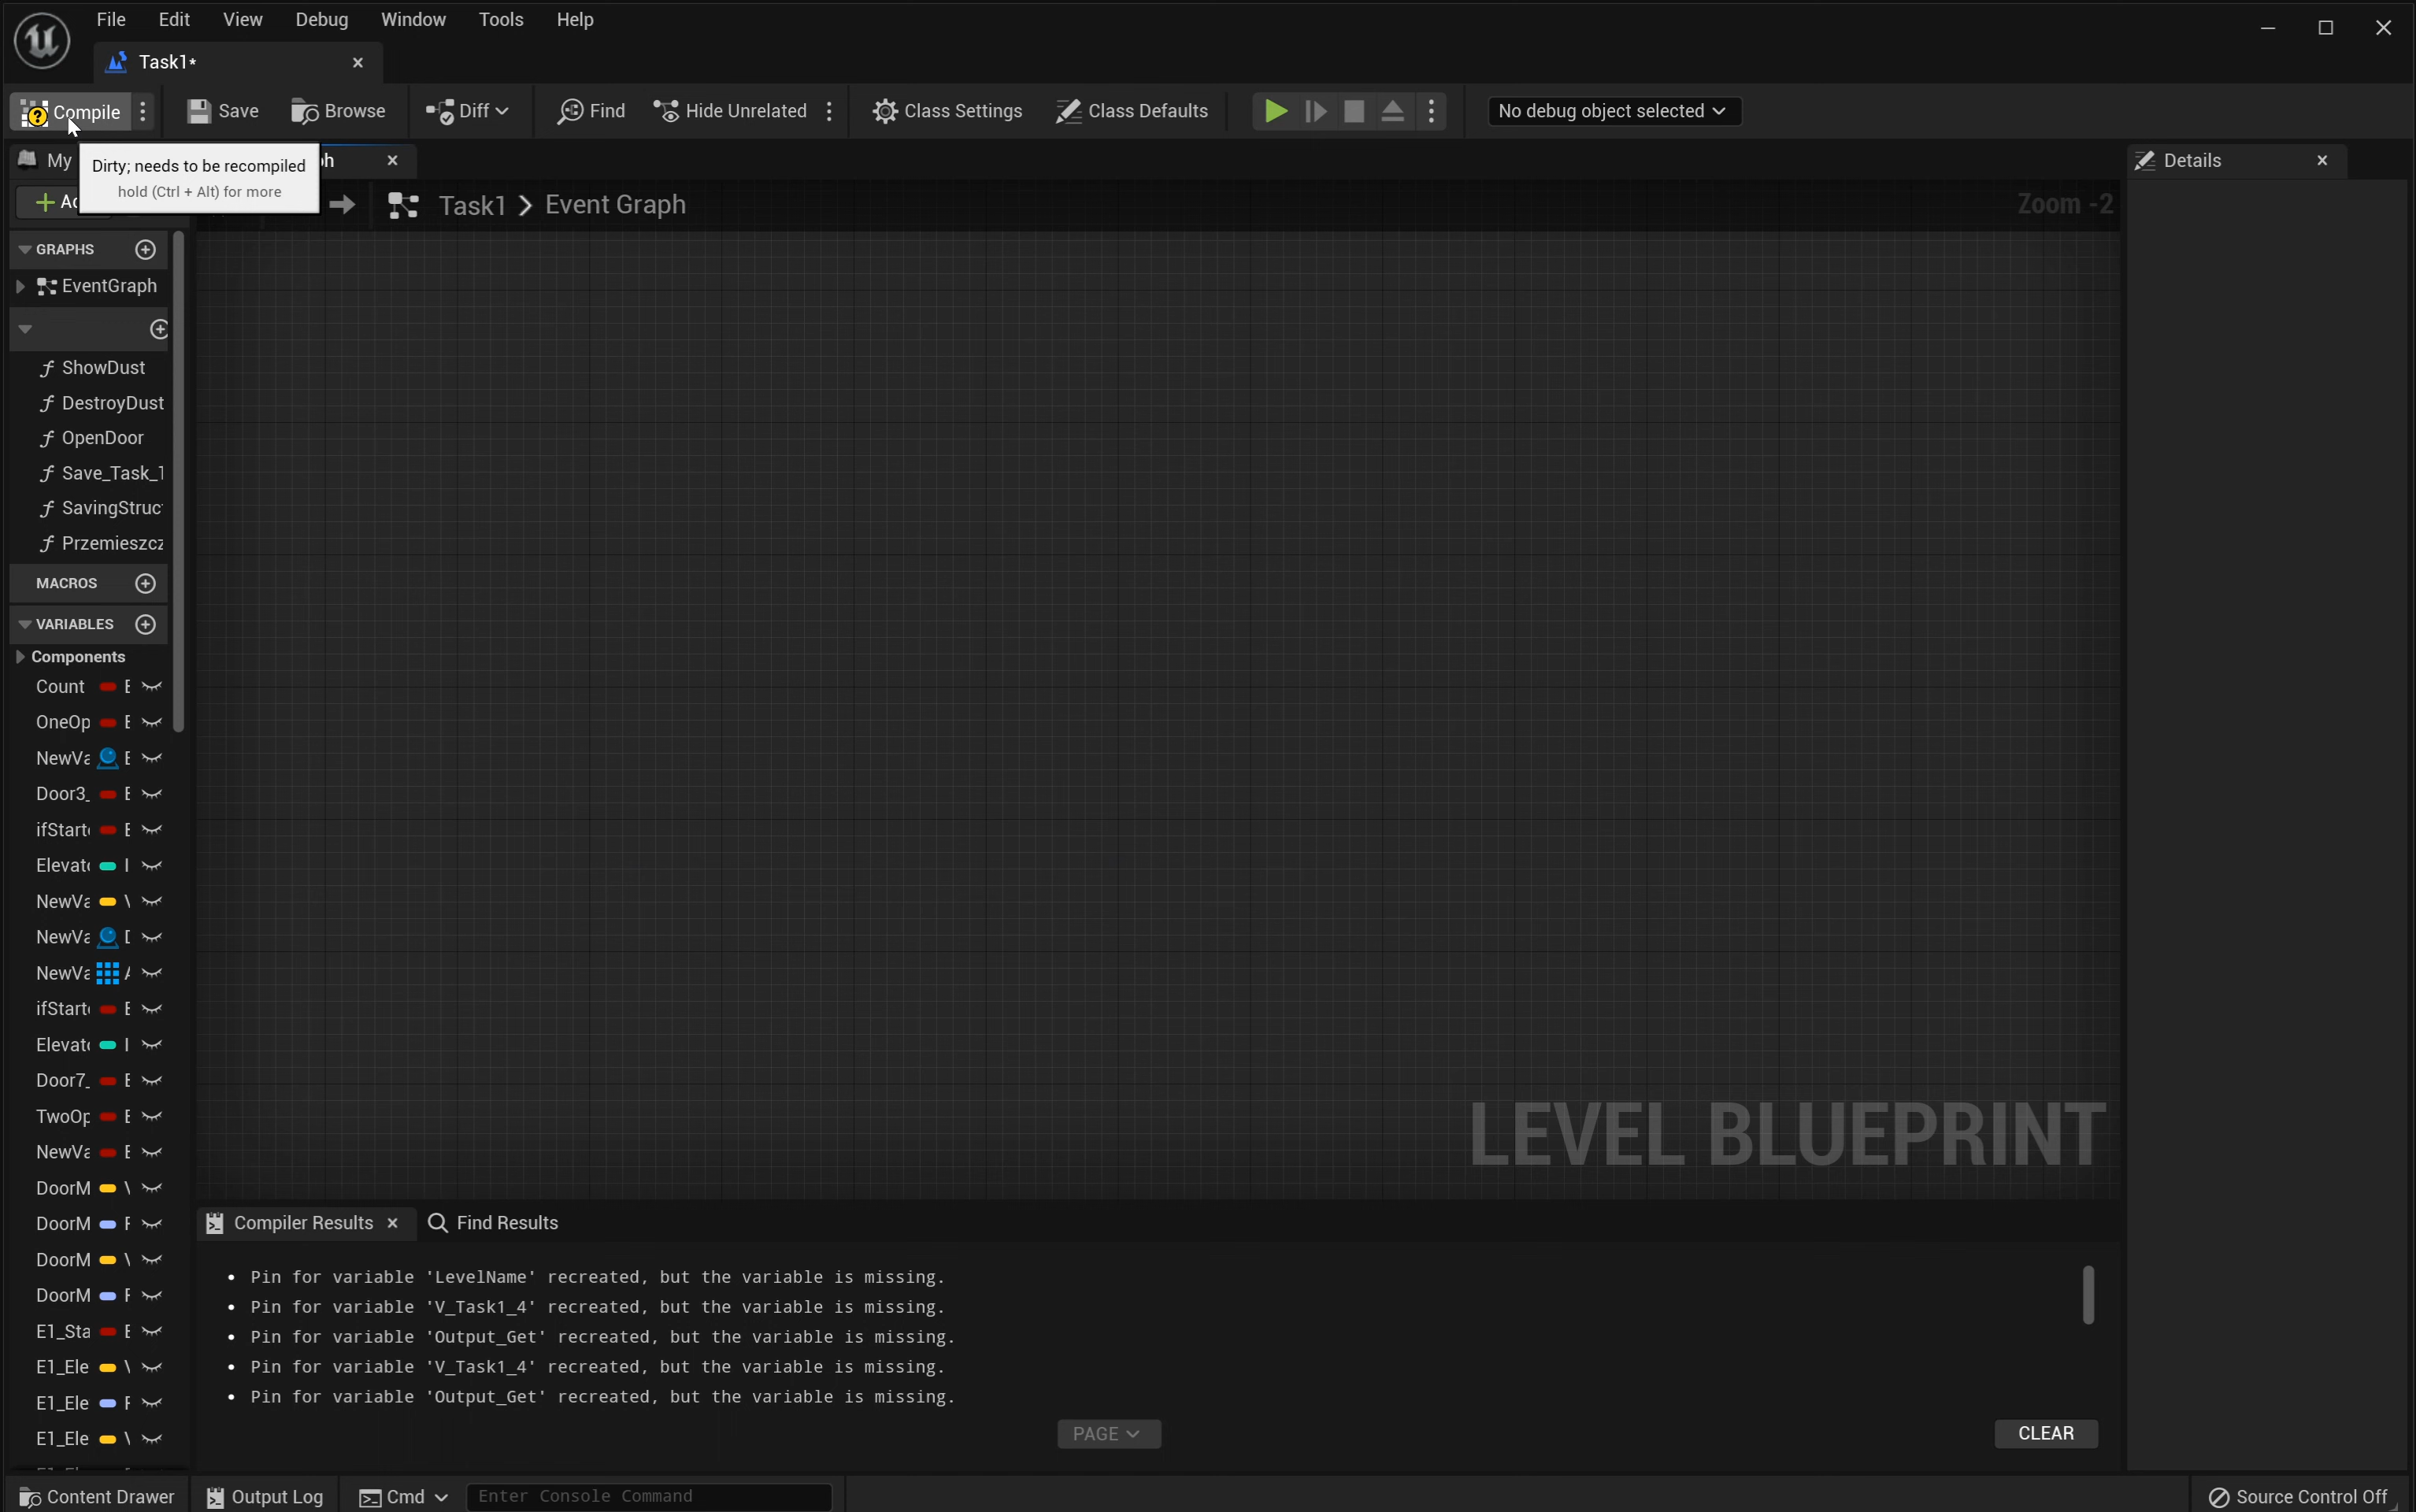 File Edit View Debug Window Tools Help
Task1*
Compile Save Browse Diff Find Hide Unrelated Class Settings Class Defaults No debug object selected
My
Dirty; needs to be recompiled
hold (Ctrl + Alt) for more
Details
Task1 > Event Graph
Zoom -2
GRAPHS
EventGraph
ShowDust
DestroyDust
OpenDoor
Save_Task_1
SavingStruc
Przemieszcz
MACROS
VARIABLES
Components
Count
OneOp
NewVa
Door3_
ifStart
Elevat
NewVa
NewVa
NewVa
ifStart
Elevat
Door7_
TwoOp
NewVa
DoorM
DoorM
DoorM
DoorM
E1_Sta
E1_Ele
E1_Ele
E1_Ele
LEVEL BLUEPRINT
Compiler Results Find Results
• Pin for variable 'LevelName' recreated, but the variable is missing.
• Pin for variable 'V_Task1_4' recreated, but the variable is missing.
• Pin for variable 'Output_Get' recreated, but the variable is missing.
• Pin for variable 'V_Task1_4' recreated, but the variable is missing.
• Pin for variable 'Output_Get' recreated, but the variable is missing.
PAGE
CLEAR
Content Drawer Output Log Cmd Enter Console Command Source Control Off